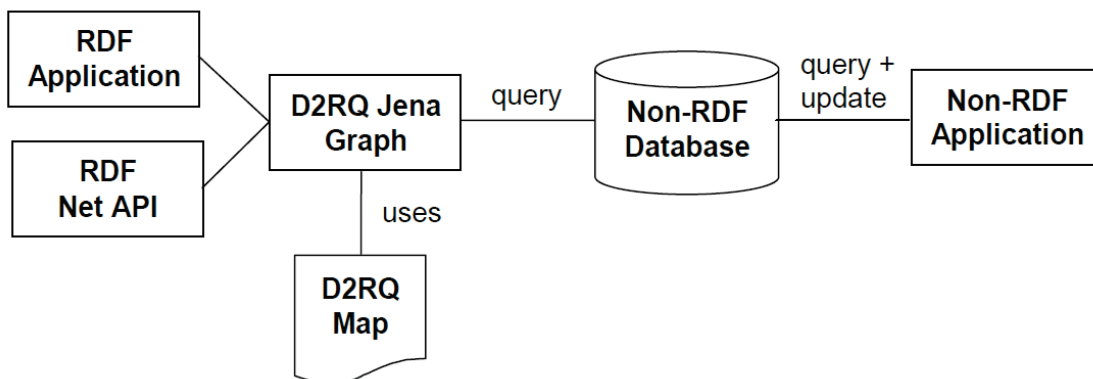 RDF
Application
RDF
Net API
D2RQ Jena
Graph
uses
D2RQ
Map
query
Non-RDF
Database
query +
update
Non-RDF
Application